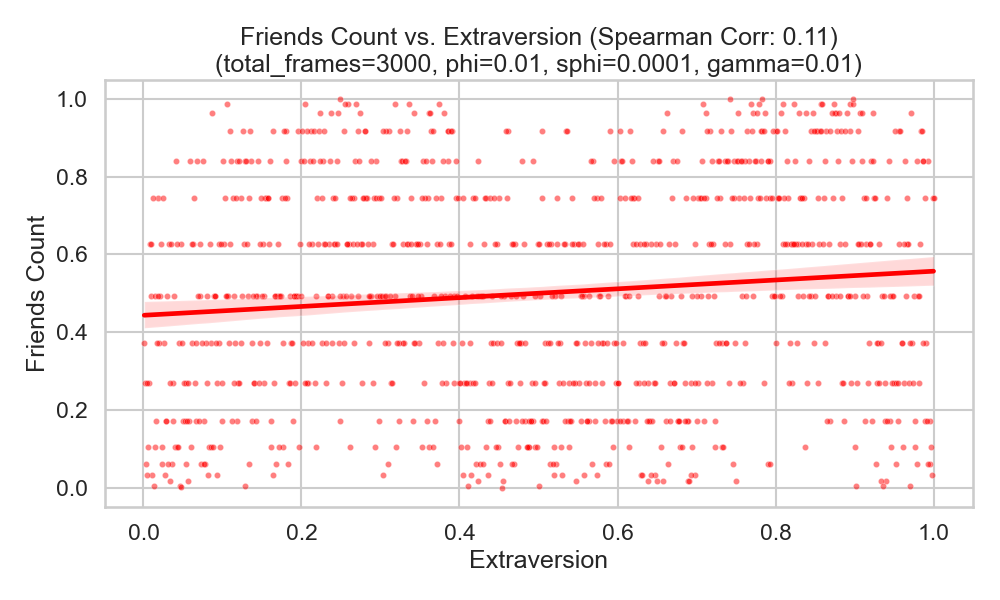 Friends Count vs. Extraversion (Spearman Corr: 0.11)
(total_frames=3000, phi=0.01, sphi=0.0001, gamma=0.01)
Friends Count
1.0
0.8
0.6
0.4
0.2
0.0
0.0 0.2 0.4 0.6 0.8 1.0
Extraversion